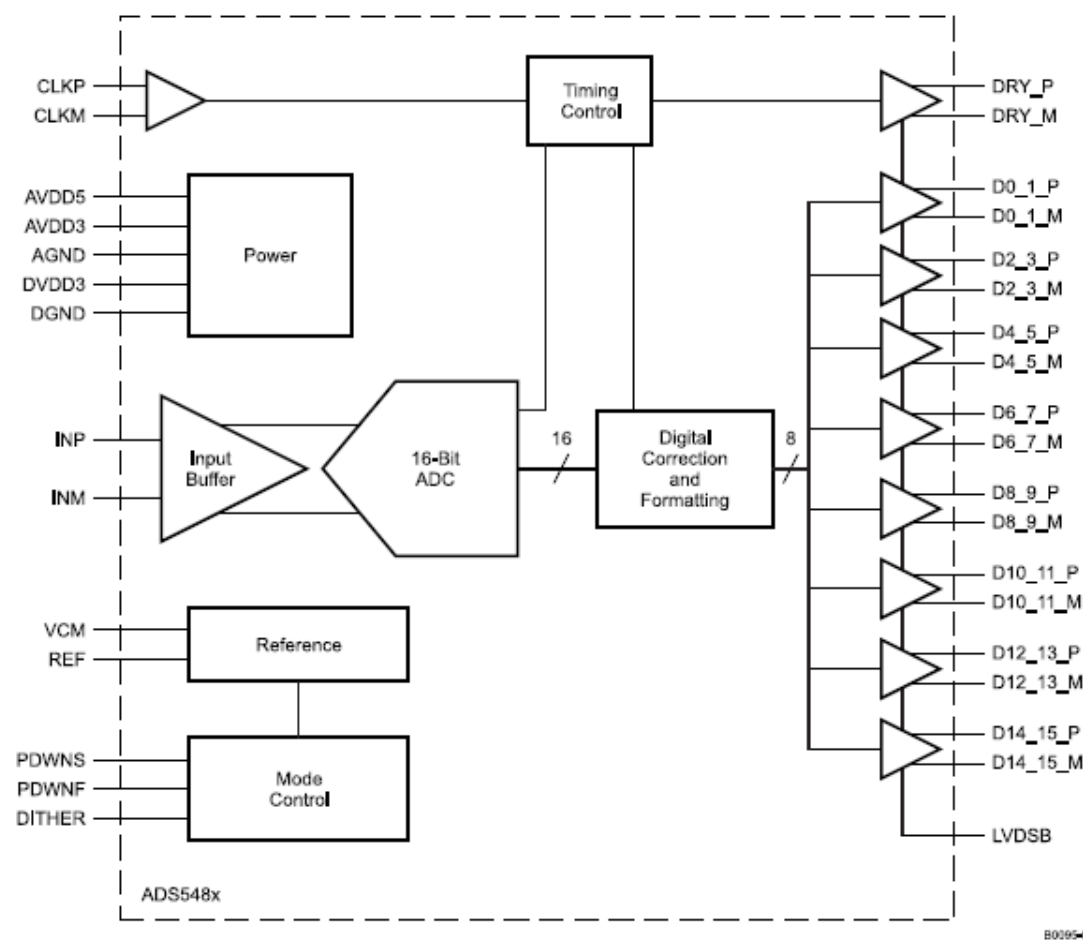 CLKP
CLKM
Timing
Control
DRY_P
DRY_M
AVDD5
AVDD3
AGND
DVDD3
DGND
Power
D0_1_P
D0_1_M
D2_3_P
D2_3_M
D4_5_P
D4_5_M
INP
INM
Input
Buffer
16-Bit
ADC
16
Digital
Correction
and
Formatting
8
D6_7_P
D6_7_M
D8_9_P
D8_9_M
D10_11_P
D10_11_M
VCM
REF
Reference
D12_13_P
D12_13_M
PDWNS
PDWNF
DITHER
Mode
Control
D14_15_P
D14_15_M
LVDSB
ADS548x